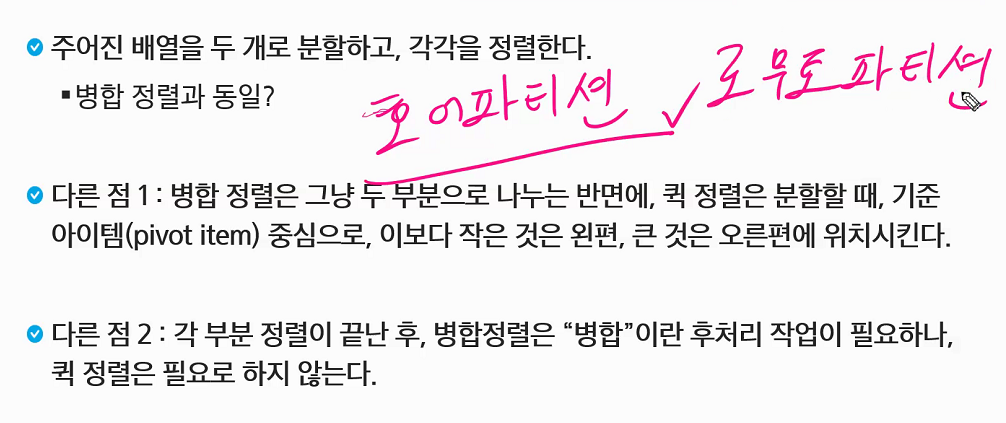 주어진 배열을 두 개로 분할하고, 각각을 정렬한다.
병합 정렬과 동일?
호어파티션
로무토파티션
다른 점 1 : 병합 정렬은 그냥 두 부분으로 나누는 반면에, 퀵 정렬은 분할할 때, 기준
아이템(pivot item) 중심으로, 이보다 작은 것은 왼편, 큰 것은 오른편에 위치시킨다.
다른 점 2 : 각 부분 정렬이 끝난 후, 병합정렬은 “병합”이란 후처리 작업이 필요하나,
퀵 정렬은 필요로 하지 않는다.